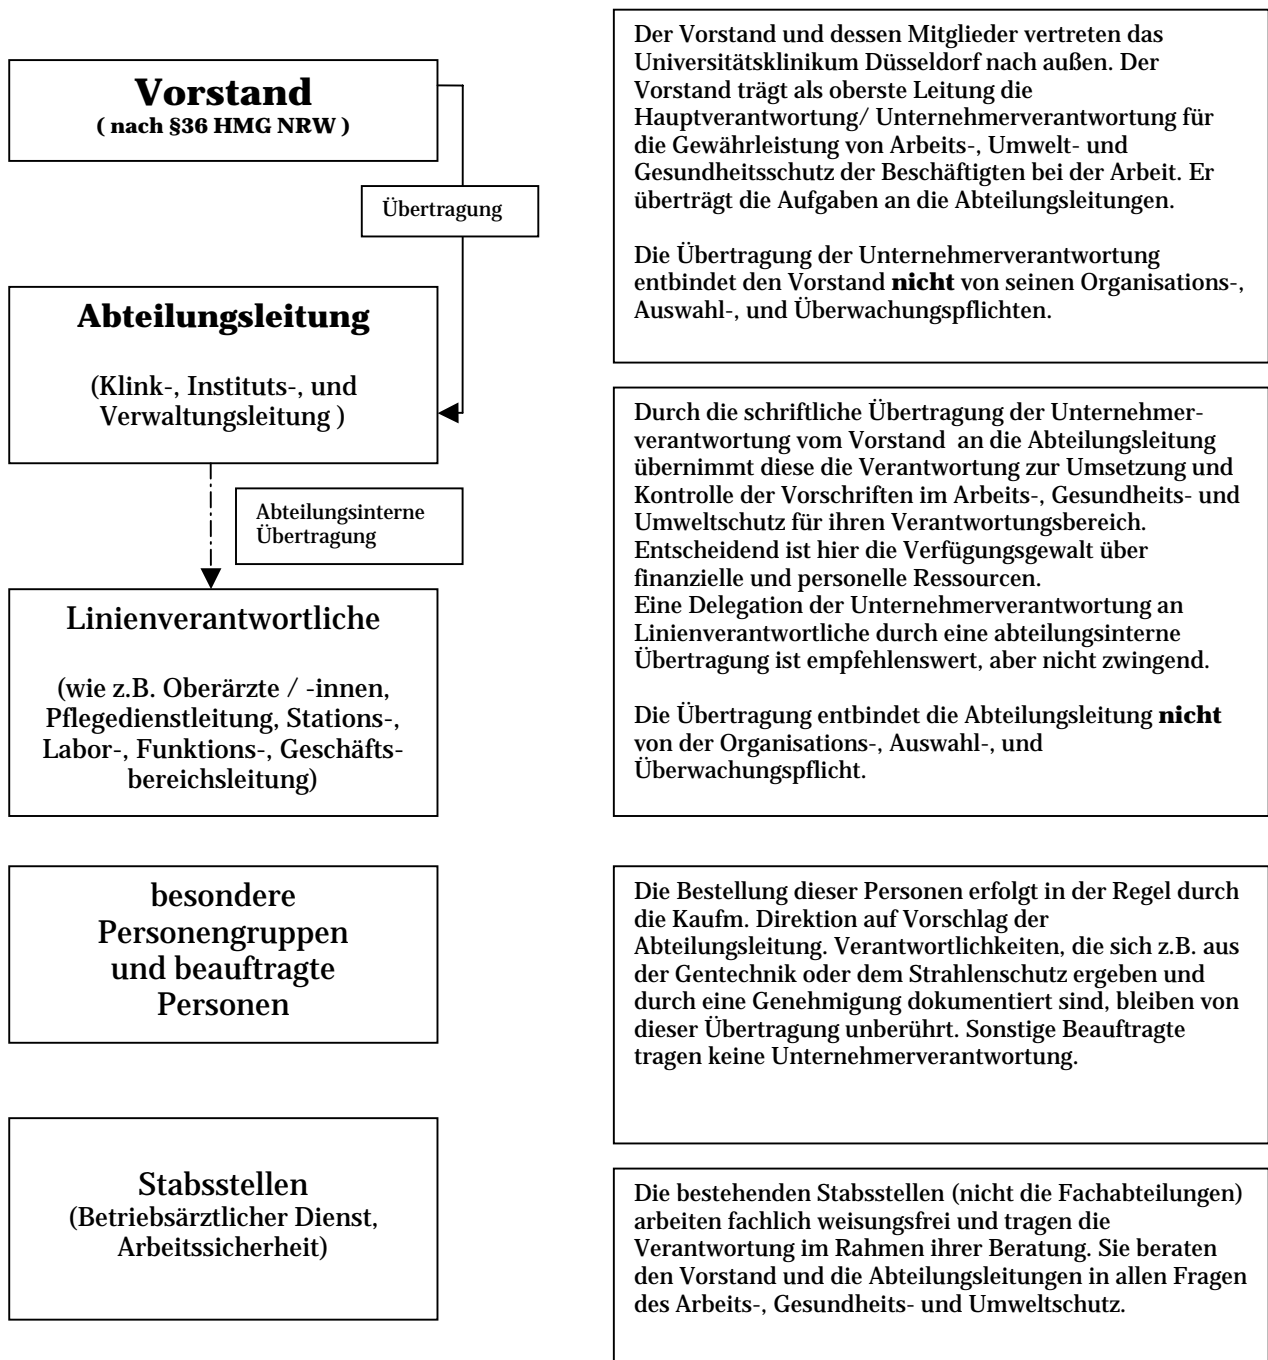 Vorstand
( nach §36 HMG NRW )
Der Vorstand und dessen Mitglieder vertreten das
Universitätsklinikum Düsseldorf nach außen. Der
Vorstand trägt als oberste Leitung die
Hauptverantwortung/ Unternehmerverantwortung für
die Gewährleistung von Arbeits-, Umwelt- und
Gesundheitsschutz der Beschäftigten bei der Arbeit. Er
überträgt die Aufgaben an die Abteilungsleitungen.
Die Übertragung der Unternehmerverantwortung
entbindet den Vorstand nicht von seinen Organisations-,
Auswahl-, und Überwachungspflichten.
Übertragung
Abteilungsleitung
(Klink-, Instituts-, und
Verwaltungsleitung )
Durch die schriftliche Übertragung der Unternehmer-
verantwortung vom Vorstand an die Abteilungsleitung
übernimmt diese die Verantwortung zur Umsetzung und
Kontrolle der Vorschriften im Arbeits-, Gesundheits- und
Umweltschutz für ihren Verantwortungsbereich.
Entscheidend ist hier die Verfügungsgewalt über
finanzielle und personelle Ressourcen.
Eine Delegation der Unternehmerverantwortung an
Linienverantwortliche durch eine abteilungsinterne
Übertragung ist empfehlenswert, aber nicht zwingend.
Die Übertragung entbindet die Abteilungsleitung nicht
von der Organisations-, Auswahl-, und
Überwachungspflicht.
Abteilungsinterne
Übertragung
Linienverantwortliche
(wie z.B. Oberärzte / -innen,
Pflegedienstleitung, Stations-,
Labor-, Funktions-, Geschäfts-
bereichsleitung)
besondere
Personengruppen
und beauftragte
Personen
Die Bestellung dieser Personen erfolgt in der Regel durch
die Kaufm. Direktion auf Vorschlag der
Abteilungsleitung. Verantwortlichkeiten, die sich z.B. aus
der Gentechnik oder dem Strahlenschutz ergeben und
durch eine Genehmigung dokumentiert sind, bleiben von
dieser Übertragung unberührt. Sonstige Beauftragte
tragen keine Unternehmerverantwortung.
Stabsstellen
(Betriebsärztlicher Dienst,
Arbeitssicherheit)
Die bestehenden Stabsstellen (nicht die Fachabteilungen)
arbeiten fachlich weisungsfrei und tragen die
Verantwortung im Rahmen ihrer Beratung. Sie beraten
den Vorstand und die Abteilungsleitungen in allen Fragen
des Arbeits-, Gesundheits- und Umweltschutz.